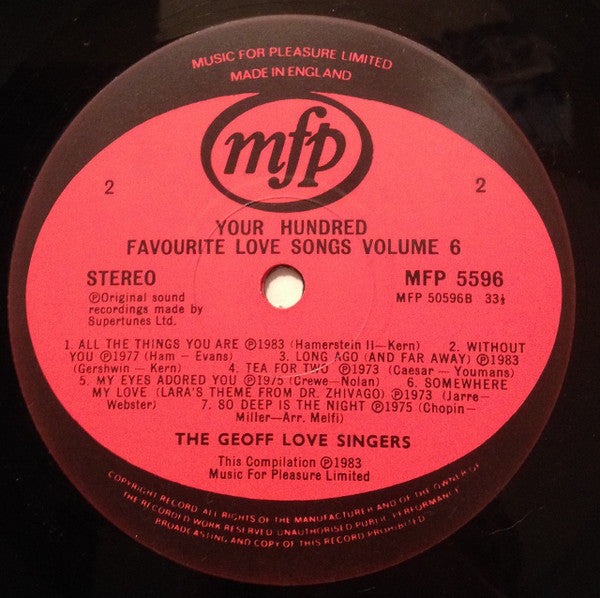 MUSIC FOR PLEASURE LIMITED
MADE IN ENGLAND
mfp
2 2
YOUR HUNDRED
FAVOURITE LOVE SONGS VOLUME 6
STEREO MFP 5596
℗Original sound MFP 50596B 33⅓
recordings made by
Supertunes Ltd.
1. ALL THE THINGS YOU ARE ℗1983 (Hamerstein II—Kern) 2. WITHOUT
YOU ℗1977 (Ham – Evans) 3. LONG AGO (AND FAR AWAY) ℗1983
(Gershwin – Kern) 4. TEA FOR TWO ℗1973 (Caesar – Youmans)
5. MY EYES ADORED YOU ℗1975 (Crewe—Nolan) 6. SOMEWHERE
MY LOVE (LARA'S THEME FROM DR. ZHIVAGO) ℗1973 (Jarre-
Webster) 7. SO DEEP IS THE NIGHT ℗1975 (Chopin-
Miller—Arr. Melfi)
THE GEOFF LOVE SINGERS
This Compilation ℗1983
Music For Pleasure Limited
COPYRIGHT RECORD. ALL RIGHTS OF THE MANUFACTURER AND OF THE OWNER OF
THE RECORDED WORK RESERVED. UNAUTHORISED PUBLIC PERFORMANCE,
BROADCASTING AND COPY OF THIS RECORD PROHIBITED